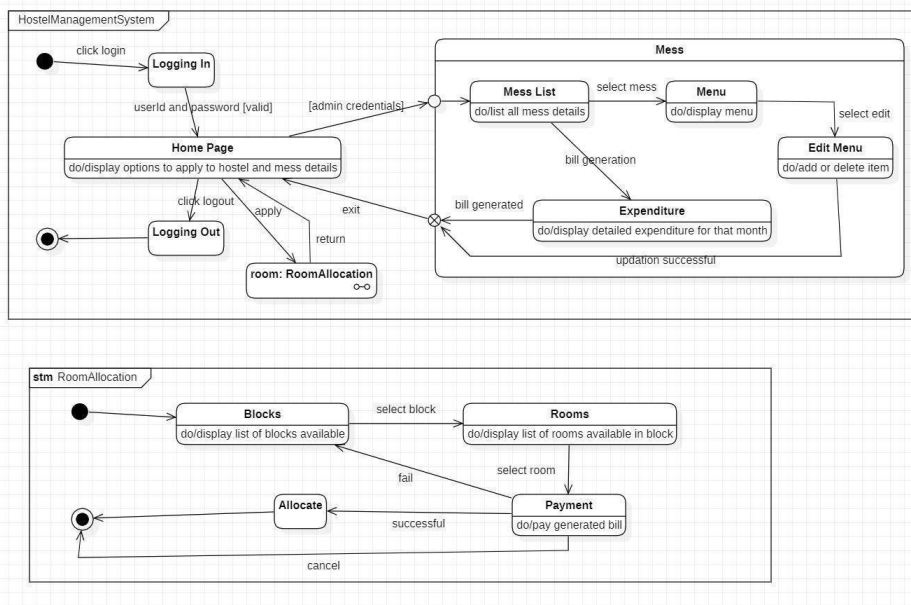 HostelManagementSystem
click login
Logging In
userId and password [valid]
[admin credentials]
Home Page
do/display options to apply to hostel and mess details
click logout
apply
return
exit
Logging Out
room: RoomAllocation
Mess
Mess List
do/list all mess details
select mess
Menu
do/display menu
select edit
Edit Menu
do/add or delete item
bill generation
bill generated
Expenditure
do/display detailed expenditure for that month
updation successful
stm RoomAllocation
Blocks
do/display list of blocks available
select block
Rooms
do/display list of rooms available in block
select room
fail
Payment
do/pay generated bill
successful
Allocate
cancel